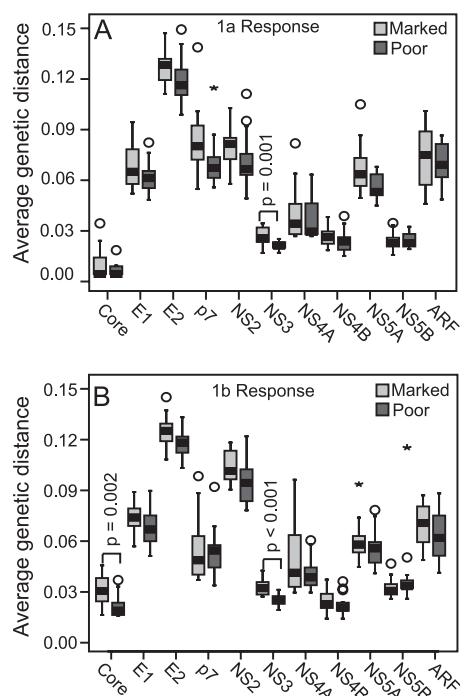 A
1a Response
Marked
Poor
Average genetic distance
0.15
0.12
0.09
0.06
0.03
0.00
*
p = 0.001
Core
E1
E2
p7
NS2
NS3
NS4A
NS4B
NS5A
NS5B
ARF
B
1b Response
Marked
Poor
Average genetic distance
0.15
0.12
0.09
0.06
0.03
0.00
p = 0.002
p < 0.001
*
*
Core
E1
E2
p7
NS2
NS3
NS4A
NS4B
NS5A
NS5B
ARF